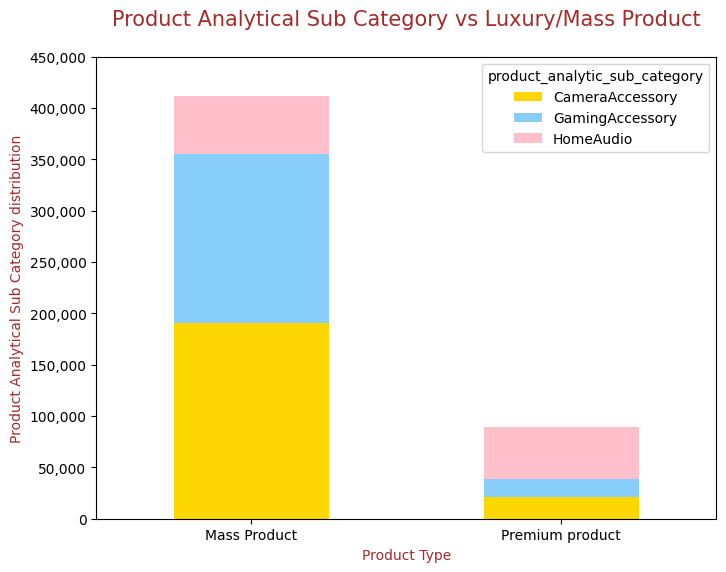 Product Analytical Sub Category vs Luxury/Mass Product
product_analytic_sub_category
CameraAccessory
GamingAccessory
HomeAudio
Product Analytical Sub Category distribution
450,000
400,000
350,000
300,000
250,000
200,000
150,000
100,000
50,000
0
Mass Product
Premium product
Product Type